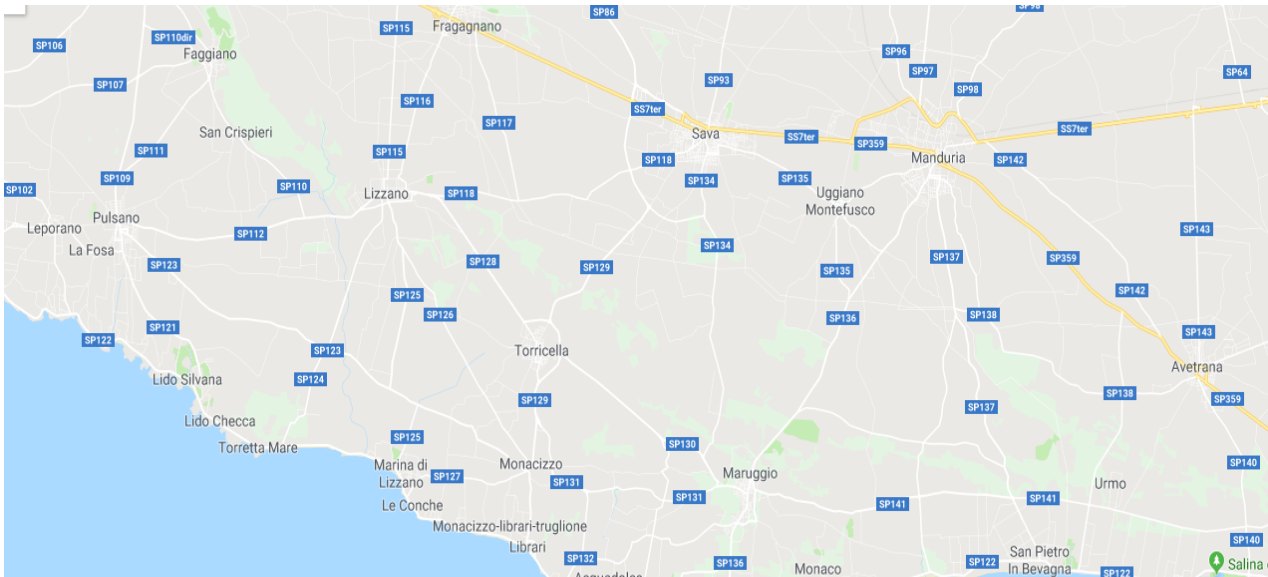 SP86
SP98
SP115
Fragagnano
SP106
SP110dir
Faggiano
SP96
SP97
SP64
SP107
SP93
SP98
SP116
SS7ter
SP117
San Crispieri
Sava
SS7ter
SS7ter
SP359
SP111
SP115
SP118
Manduria
SP142
SP109
SP134
SP135
SP102
SP110
Lizzano
SP118
Uggiano
Montefusco
Pulsano
Leporano
SP112
La Fosa
SP134
SP143
SP123
SP128
SP129
SP135
SP137
SP359
SP125
SP142
SP126
SP136
SP138
SP121
SP122
SP143
SP123
Torricella
Avetrana
Lido Silvana
SP124
SP138
SP129
SP359
SP137
Lido Checca
Torretta Mare
SP125
SP130
Marina di
Lizzano
Monacizzo
SP127
Maruggio
SP140
SP131
SP131
Urmo
Le Conche
SP141
SP141
Monacizzo-librari-truglione
Librari
SP140
San Pietro
In Bevagna
SP132
SP136
Monaco
SP122
SP122
Salina